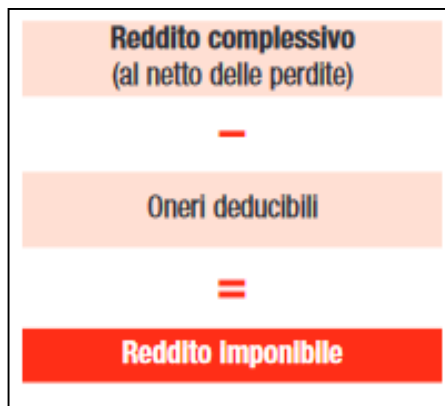 Reddito complessivo
(al netto delle perdite)
–
Oneri deducibili
=
Reddito Imponibile